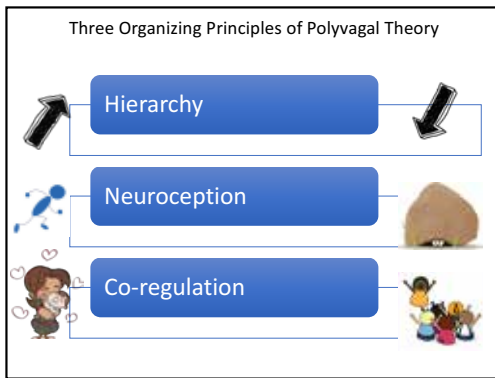 Three Organizing Principles of Polyvagal Theory
Hierarchy
Neuroception
Co-regulation